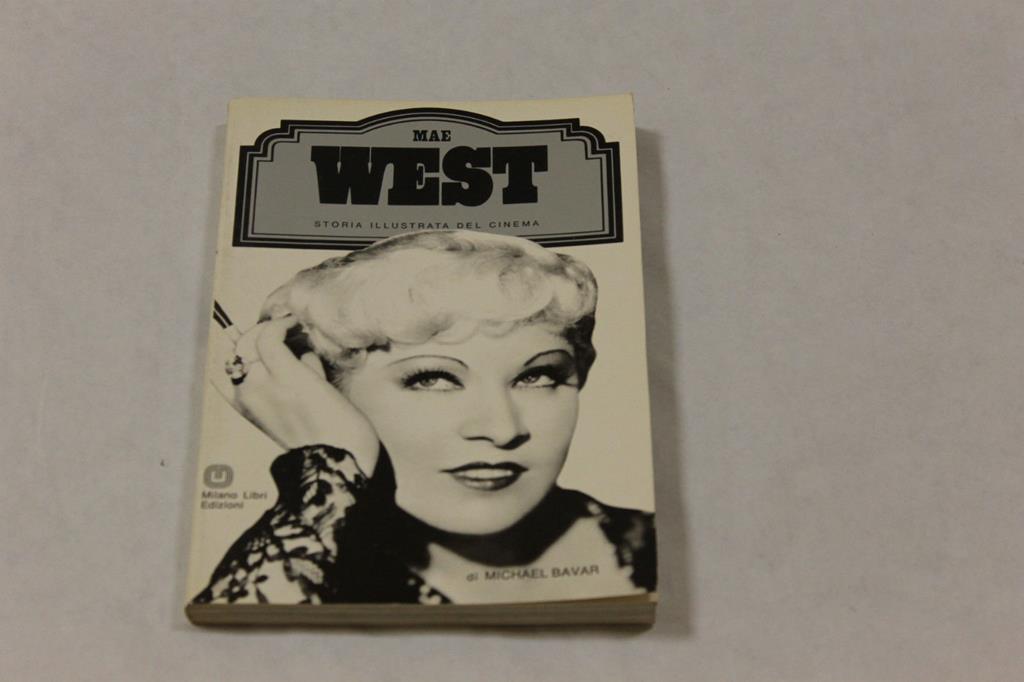 MAE
WEST
STORIA ILLUSTRATA DEL CINEMA
Milano Libri
Edizioni
di MICHAEL BAVAR